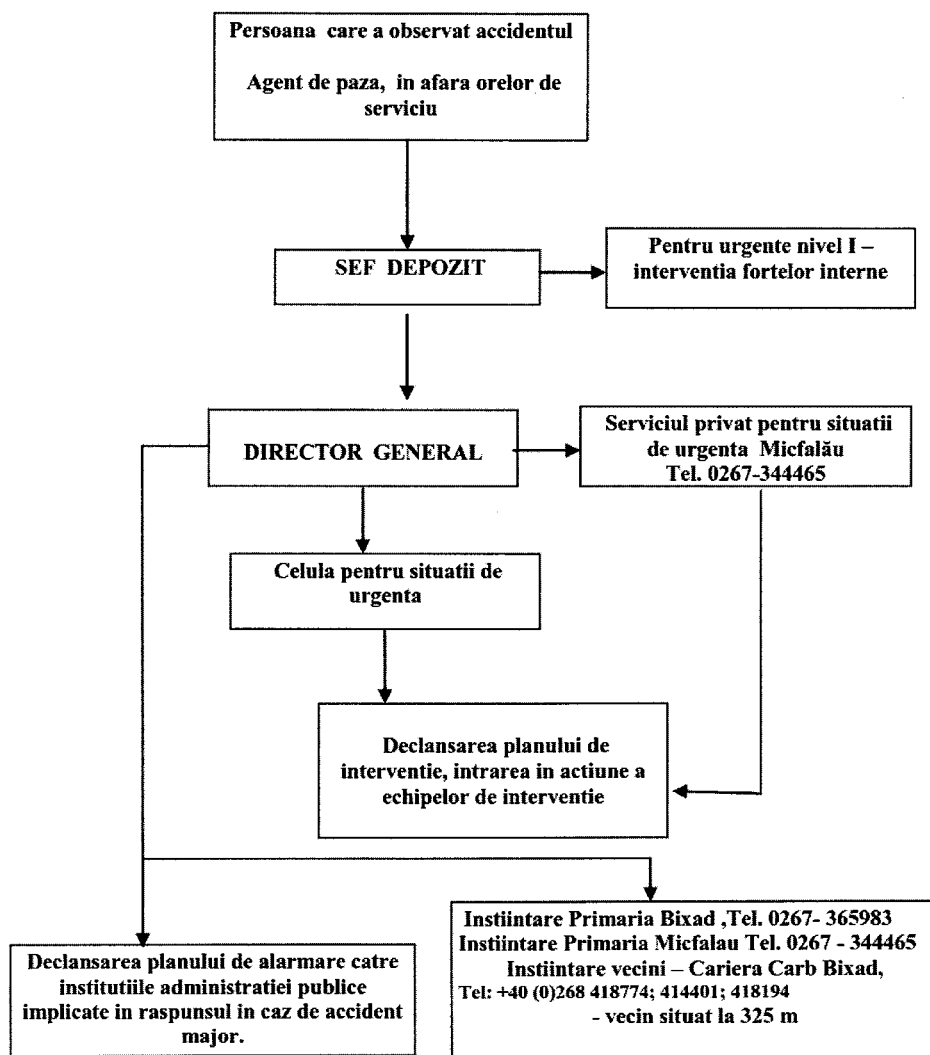 Persoana care a observat accidentul
Agent de paza, in afara orelor de
serviciu
SEF DEPOZIT
Pentru urgente nivel I –
interventia fortelor interne
DIRECTOR GENERAL
Serviciul privat pentru situatii
de urgenta Micfalău
Tel. 0267-344465
Celula pentru situatii de
urgenta
Declansarea planului de
interventie, intrarea in actiune a
echipelor de interventie
Declansarea planului de alarmare catre
institutiile administratiei publice
implicate in raspunsul in caz de accident
major.
Instiintare Primaria Bixad ,Tel. 0267- 365983
Instiintare Primaria Micfalau Tel. 0267 - 344465
Instiintare vecini – Cariera Carb Bixad,
Tel: +40 (0)268 418774; 414401; 418194
- vecin situat la 325 m